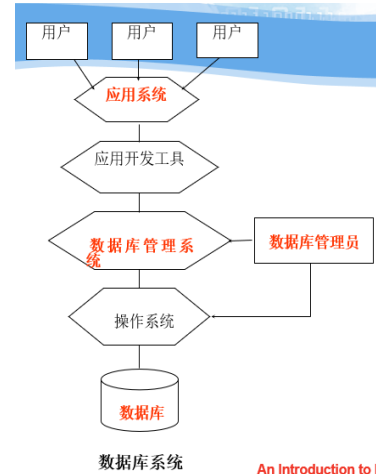 用户 用户 用户
应用系统
应用开发工具
数据库管理系
统
数据库管理员
操作系统
数据库
数据库系统
An Introduction to